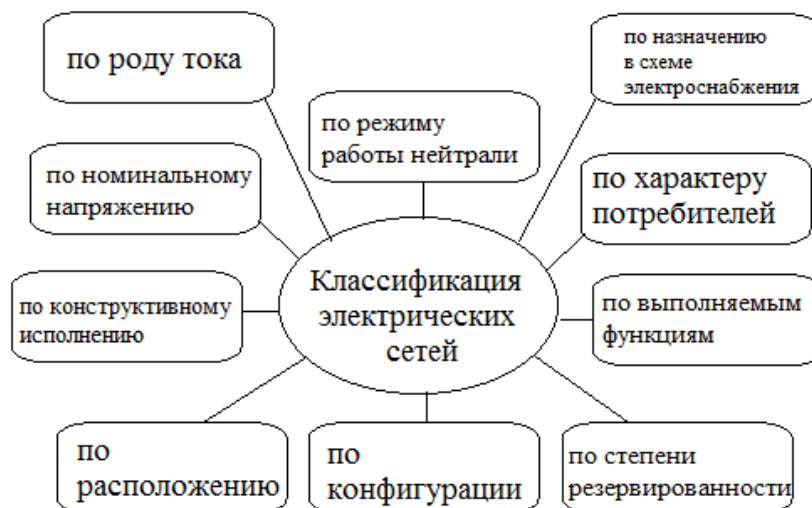 по роду тока
по назначению
в схеме
электроснабжения
по режиму
работы нейтрали
по номинальному
напряжению
по характеру
потребителей
Классификация
электрических
сетей
по конструктивному
исполнению
по выполняемым
функциям
по
расположению
по
конфигурации
по степени
резервированности